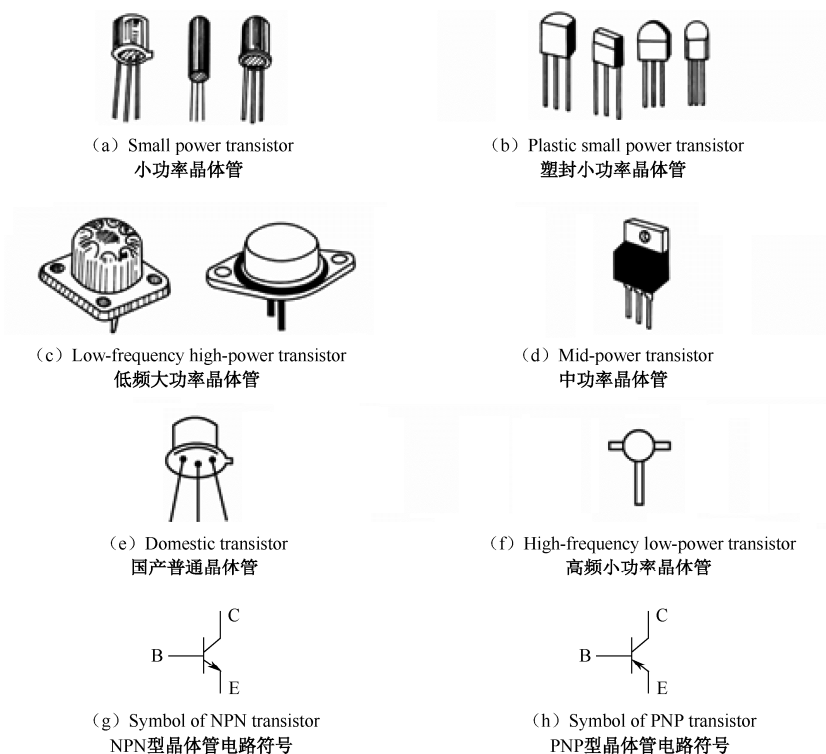 （a）Small power transistor
小功率晶体管
（b）Plastic small power transistor
塑封小功率晶体管
（c）Low-frequency high-power transistor
低频大功率晶体管
（d）Mid-power transistor
中功率晶体管
（e）Domestic transistor
国产普通晶休管
（f）High-frequency low-power transistor
高频小功率晶体管
C
B
E
（g）Symbol of NPN transistor
NPN型晶体管电路符号
C
B
E
（h）Symbol of PNP transistor
PNP型晶体管电路符号